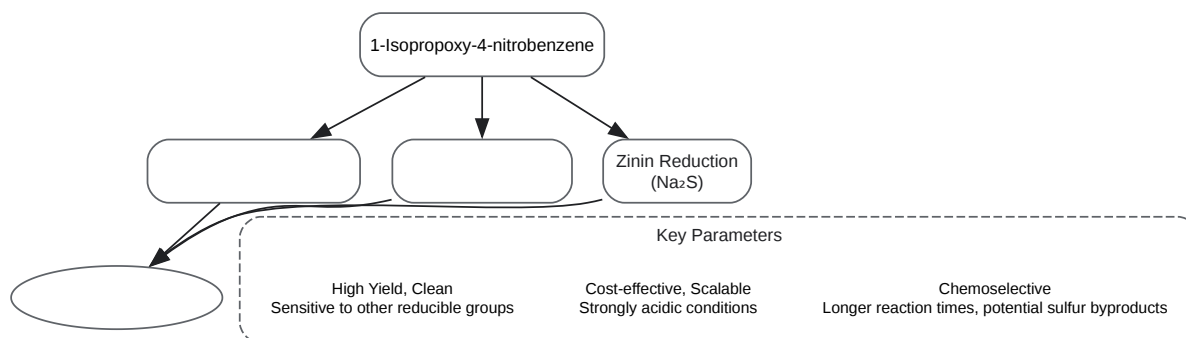 1-Isopropoxy-4-nitrobenzene
Zinin Reduction
(Na₂S)
Key Parameters
High Yield, Clean
Sensitive to other reducible groups
Cost-effective, Scalable
Strongly acidic conditions
Chemoselective
Longer reaction times, potential sulfur byproducts